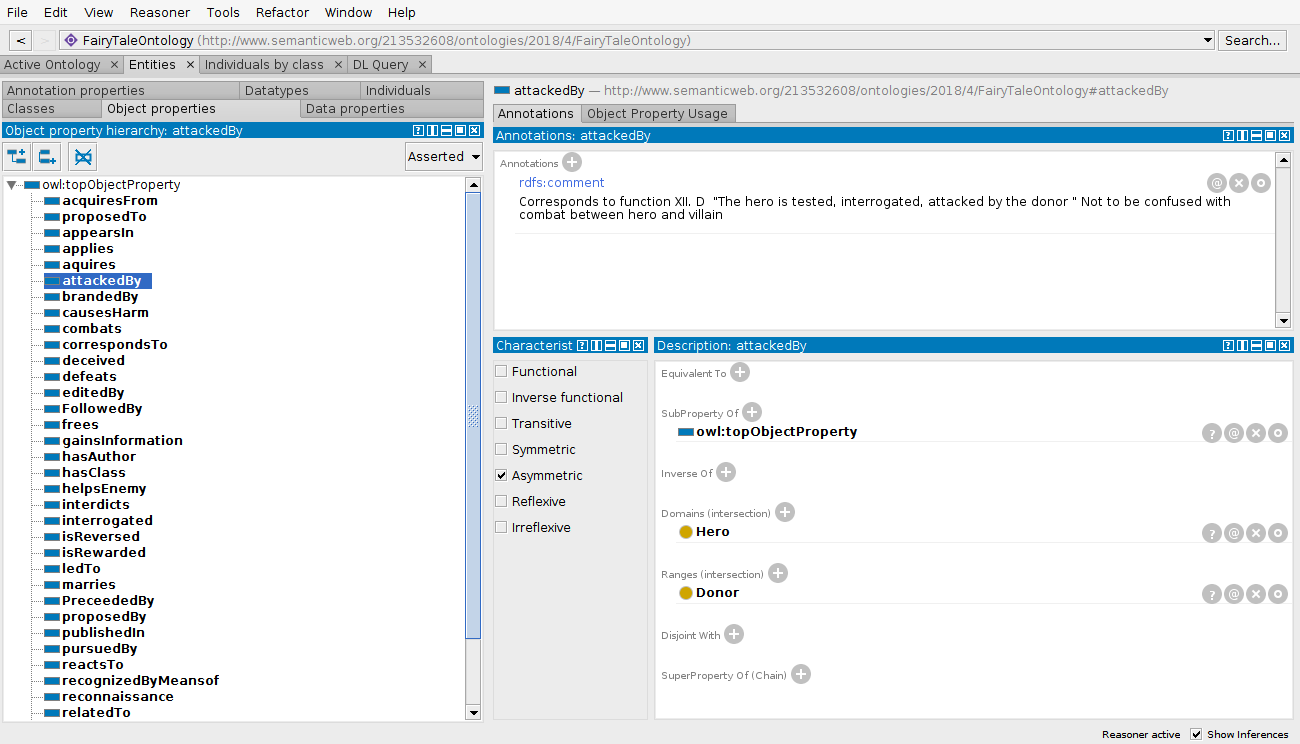 File Edit View Reasoner Tools Refactor Window Help
< > FairyTaleOntology (http://www.semanticweb.org/213532608/ontologies/2018/4/FairyTaleOntology) Search...
Active Ontology × Entities × Individuals by class × DL Query ×
Annotation properties Datatypes Individuals
Classes Object properties Data properties
Object property hierarchy: attackedBy
Asserted
owl:topObjectProperty
acquiresFrom
proposedTo
appearsIn
applies
aquires
attackedBy
brandedBy
causesHarm
combats
correspondsTo
deceived
defeats
editedBy
FollowedBy
frees
gainsInformation
hasAuthor
hasClass
helpsEnemy
interdicts
interrogated
isReversed
isRewarded
ledTo
marries
PreceededBy
proposedBy
publishedIn
pursuedBy
reactsTo
recognizedByMeansof
reconnaissance
relatedTo
attackedBy — http://www.semanticweb.org/213532608/ontologies/2018/4/FairyTaleOntology#attackedBy
Annotations Object Property Usage
Annotations: attackedBy
Annotations
rdfs:comment
Corresponds to function XII. D "The hero is tested, interrogated, attacked by the donor " Not to be confused with
combat between hero and villain
Characterist
Functional
Inverse functional
Transitive
Symmetric
Asymmetric
Reflexive
Irreflexive
Description: attackedBy
Equivalent To
SubProperty Of
owl:topObjectProperty
Inverse Of
Domains (intersection)
Hero
Ranges (intersection)
Donor
Disjoint With
SuperProperty Of (Chain)
Reasoner active Show Inferences